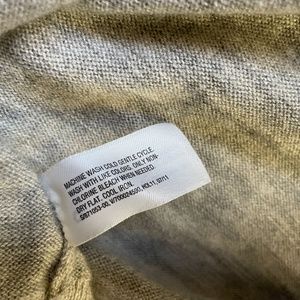 MACHINE WASH COLD GENTLE CYCLE.
WASH WITH LIKE COLORS. ONLY NON-
CHLORINE BLEACH WHEN NEEDED.
DRY FLAT. COOL IRON.